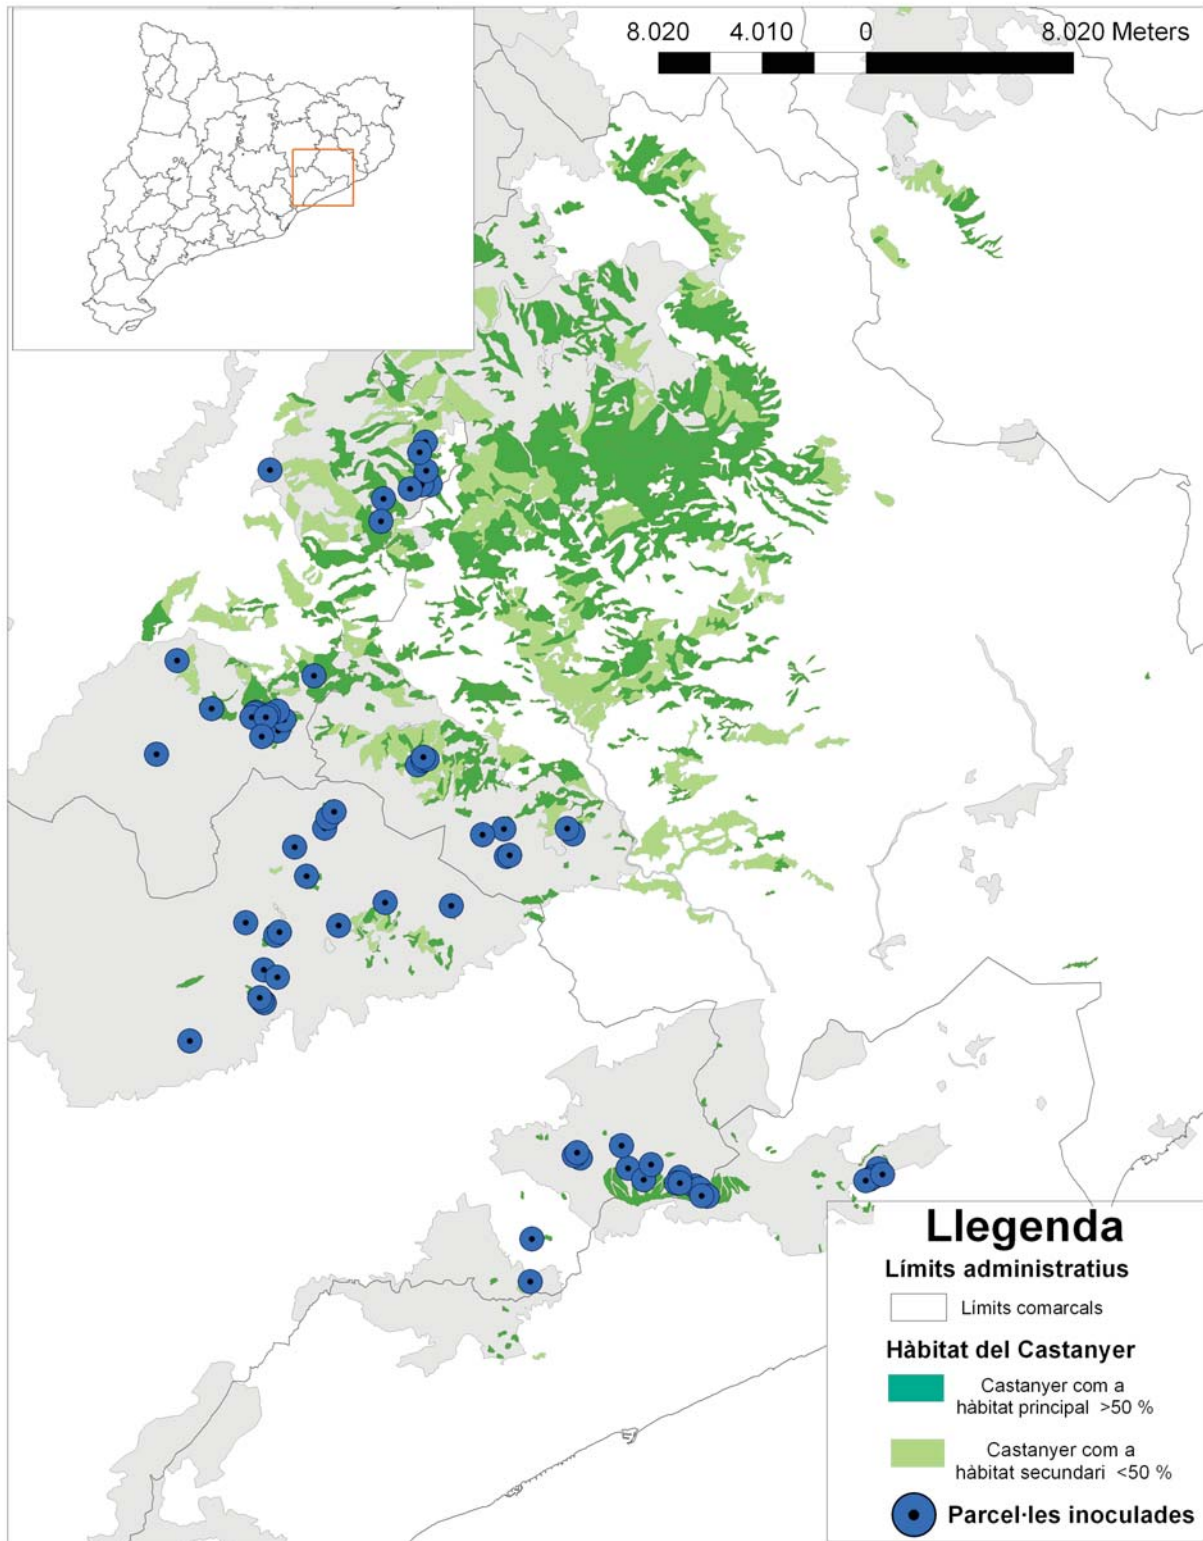 8.020 4.010 0 8.020 Meters
Llegenda
Límits administratius
Límits comarcals
Hàbitat del Castanyer
Castanyer com a
hàbitat principal >50 %
Castanyer com a
hàbitat secundari <50 %
Parcel·les inoculades